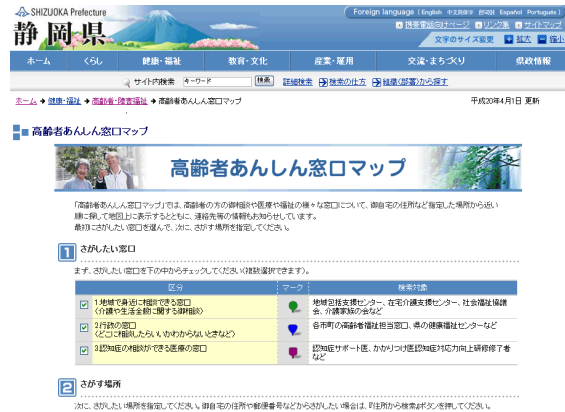 SHIZUOKA Prefecture
静岡県
Foreign language | English 中文简体字 한국어 Español Português |
携帯電話向けページ リンク集 サイトマップ
文字のサイズ変更 拡大 縮小
ホーム くらし 健康・福祉 教育・文化 産業・雇用 交流・まちづくり 県政情報
サイト内検索 キーワード 検索 詳細検索 検索の仕方 組織(部署)から探す
ホーム → 健康・福祉 → 高齢者・障害福祉 → 高齢者あんしん窓口マップ 平成20年4月1日 更新
高齢者あんしん窓口マップ
高齢者あんしん窓口マップ
「高齢者あんしん窓口マップ」では、高齢者の方の御相談や医療や福祉の様々な窓口について、御自宅の住所など指定した場所から近い
順に探して地図上に表示するとともに、連絡先等の情報もお知らせしています。
最初にさがしたい窓口を選んで、次に、さがす場所を指定してください。
1 さがしたい窓口
まず、さがしたい窓口を下の中からチェックしてください(複数選択できます)。
区分 マーク 検索対象
1地域で身近に相談できる窓口
(介護や生活全般に関する御相談)
地域包括支援センター、在宅介護支援センター、社会福祉協議
会、介護家族の会など
2行政の窓口
(どこに相談したらいいかわからないときなど)
各市町の高齢者福祉担当窓口、県の健康福祉センターなど
3認知症の相談ができる医療の窓口
認知症サポート医、かかりつけ医認知症対応力向上研修修了者
など
2 さがす場所
次に、さがしたい場所を指定してください。御自宅の住所や郵便番号などからさがしたい場合は、『住所から検索』ボタンを押してください。